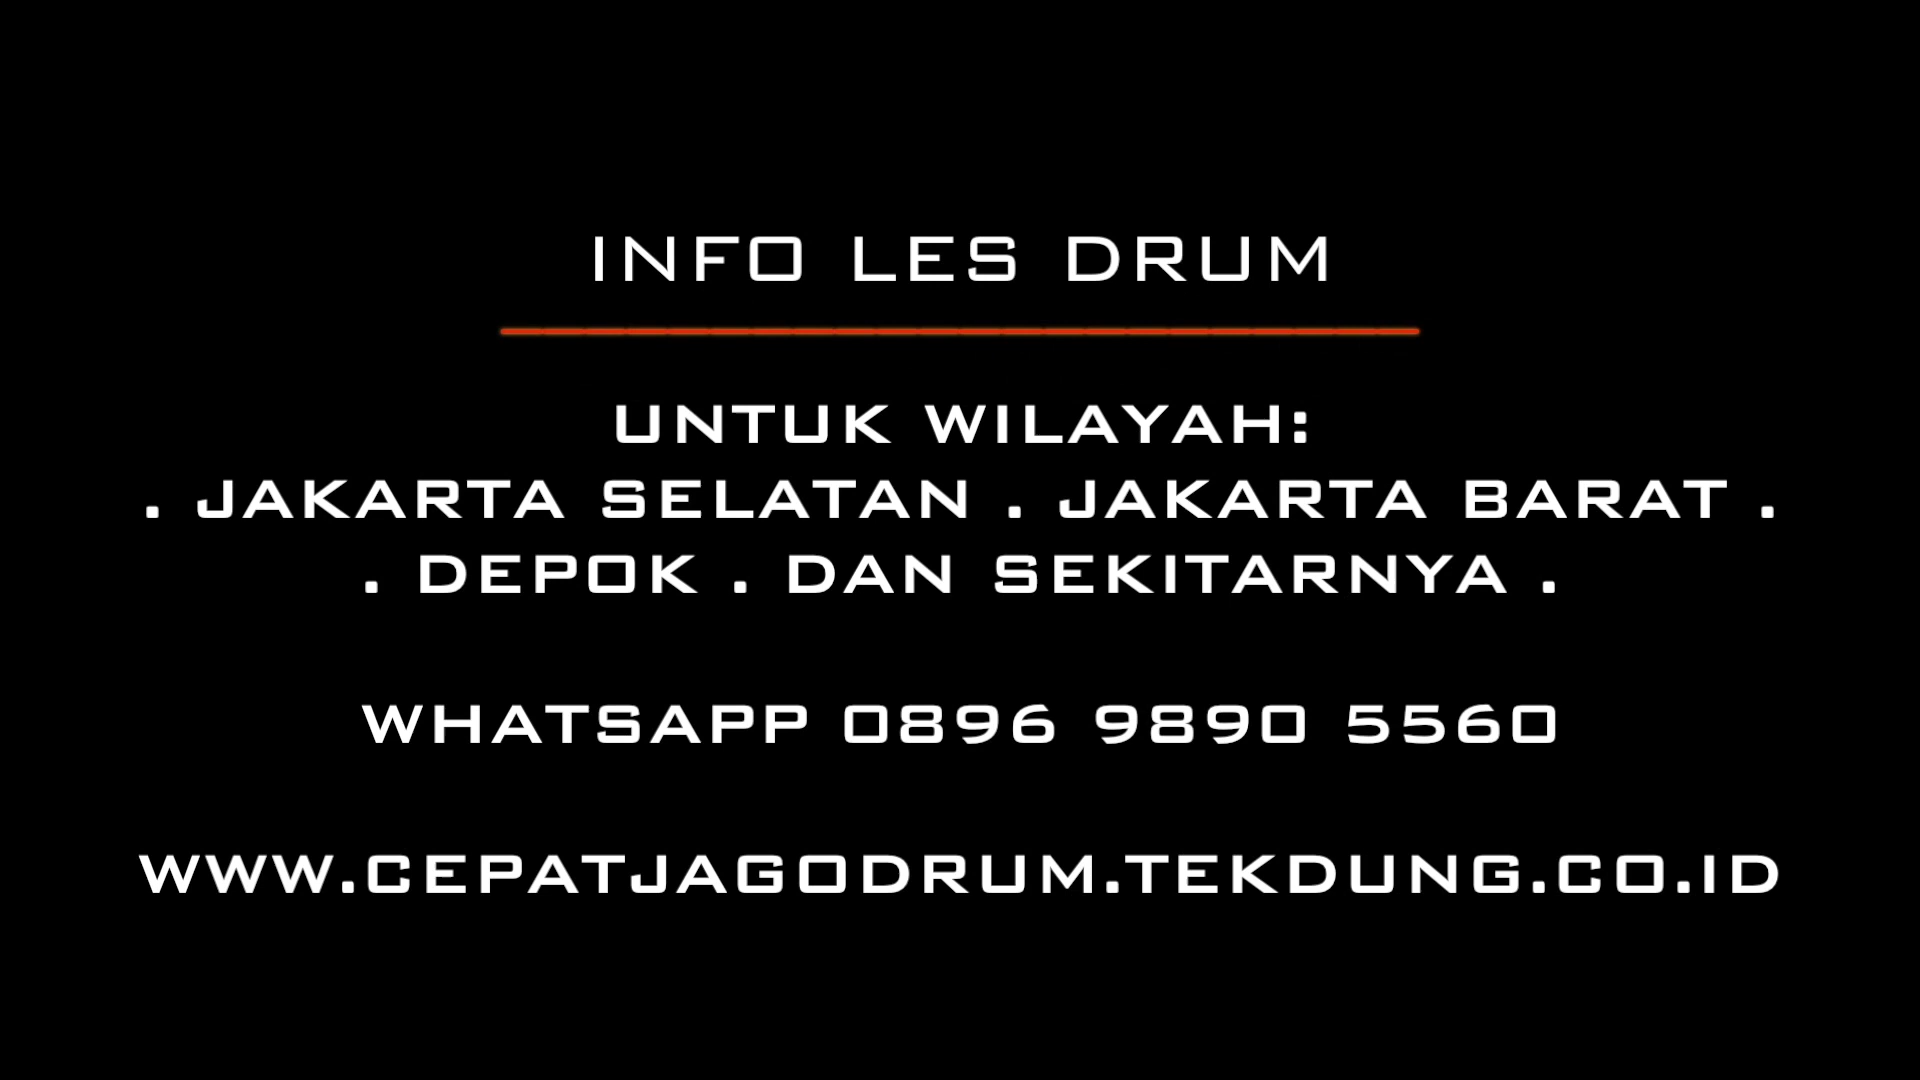 INFO LES DRUM
UNTUK WILAYAH:
. JAKARTA SELATAN . JAKARTA BARAT .
. DEPOK . DAN SEKITARNYA .
WHATSAPP 0896 9890 5560
WWW.CEPATJAGODRUM.TEKDUNG.CO.ID